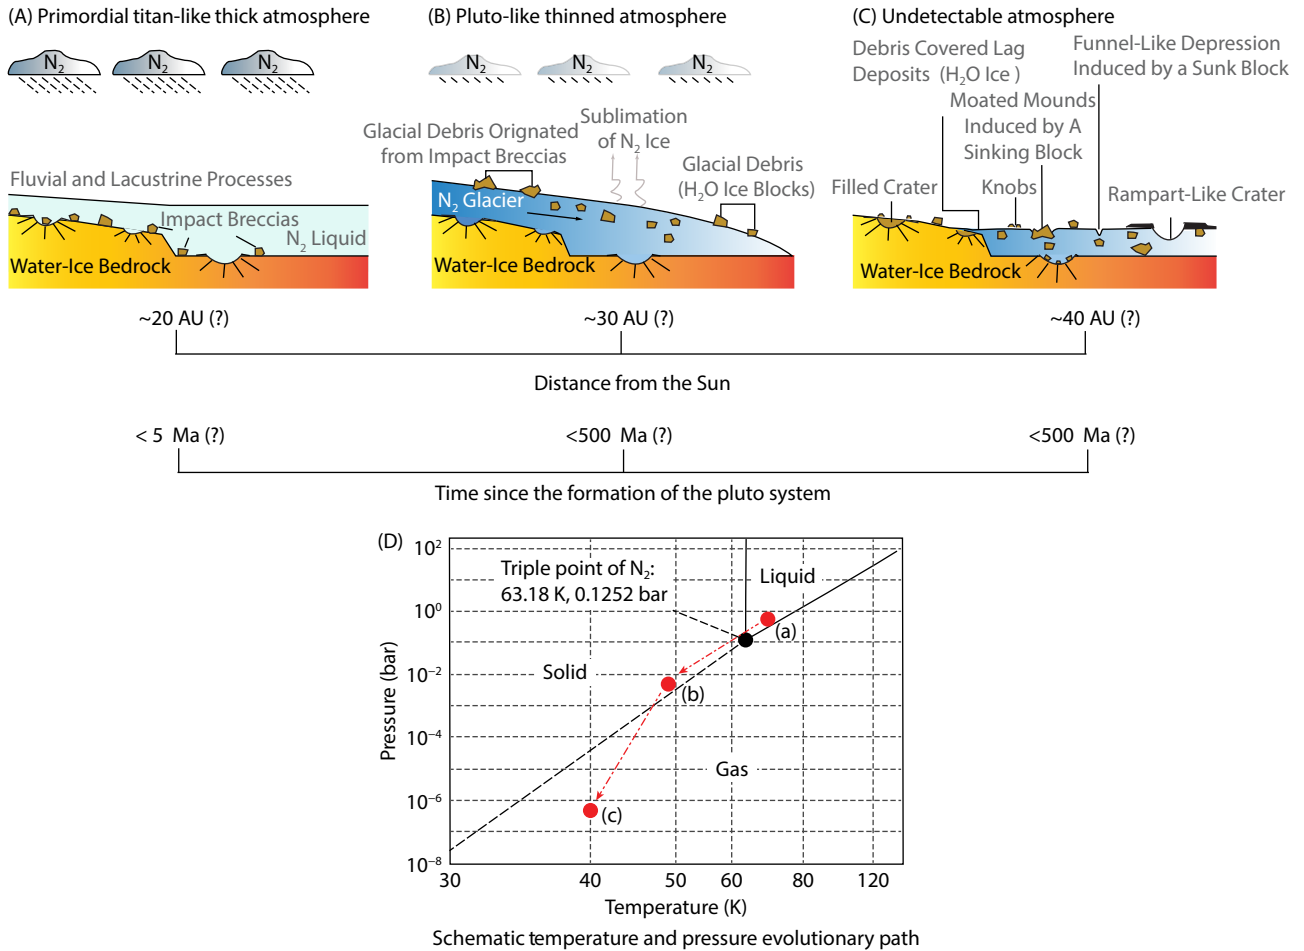 (A) Primordial titan-like thick atmosphere
N2
N2
N2
Fluvial and Lacustrine Processes
Impact Breccias
N2 Liquid
Water-Ice Bedrock
(B) Pluto-like thinned atmosphere
N2
N2
N2
Glacial Debris Orignated
from Impact Breccias
Sublimation
of N2 Ice
Glacial Debris
(H2O Ice Blocks)
N2 Glacier
Water-Ice Bedrock
(C) Undetectable atmosphere
Debris Covered Lag
Deposits (H2O Ice )
Funnel-Like Depression
Induced by a Sunk Block
Moated Mounds
Induced by A
Sinking Block
Filled Crater
Knobs
Rampart-Like Crater
Water-Ice Bedrock
~20 AU (?)
~30 AU (?)
~40 AU (?)
Distance from the Sun
< 5 Ma (?)
<500 Ma (?)
<500 Ma (?)
Time since the formation of the pluto system
(D)
10^2
10^0
10^-2
10^-4
10^-6
10^-8
Pressure (bar)
Triple point of N2:
63.18 K, 0.1252 bar
Liquid
(a)
Solid
(b)
Gas
(c)
30
40
50
60
80
120
Temperature (K)
Schematic temperature and pressure evolutionary path